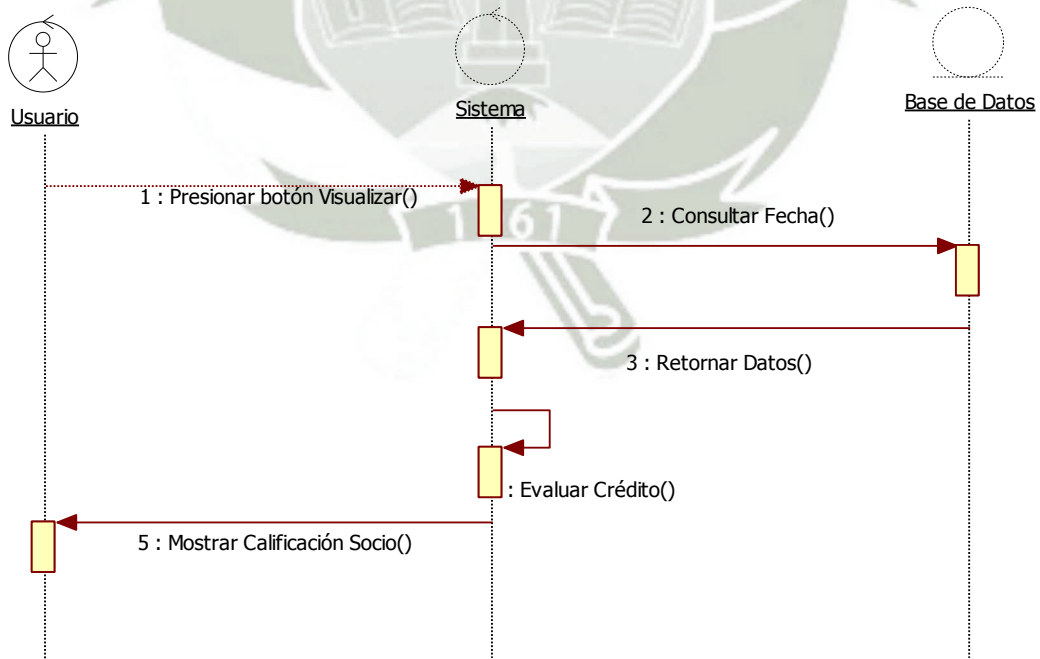 Usuario
Sistema
Base de Datos
1 : Presionar botón Visualizar()
2 : Consultar Fecha()
1961
3 : Retornar Datos()
: Evaluar Crédito()
5 : Mostrar Calificación Socio()